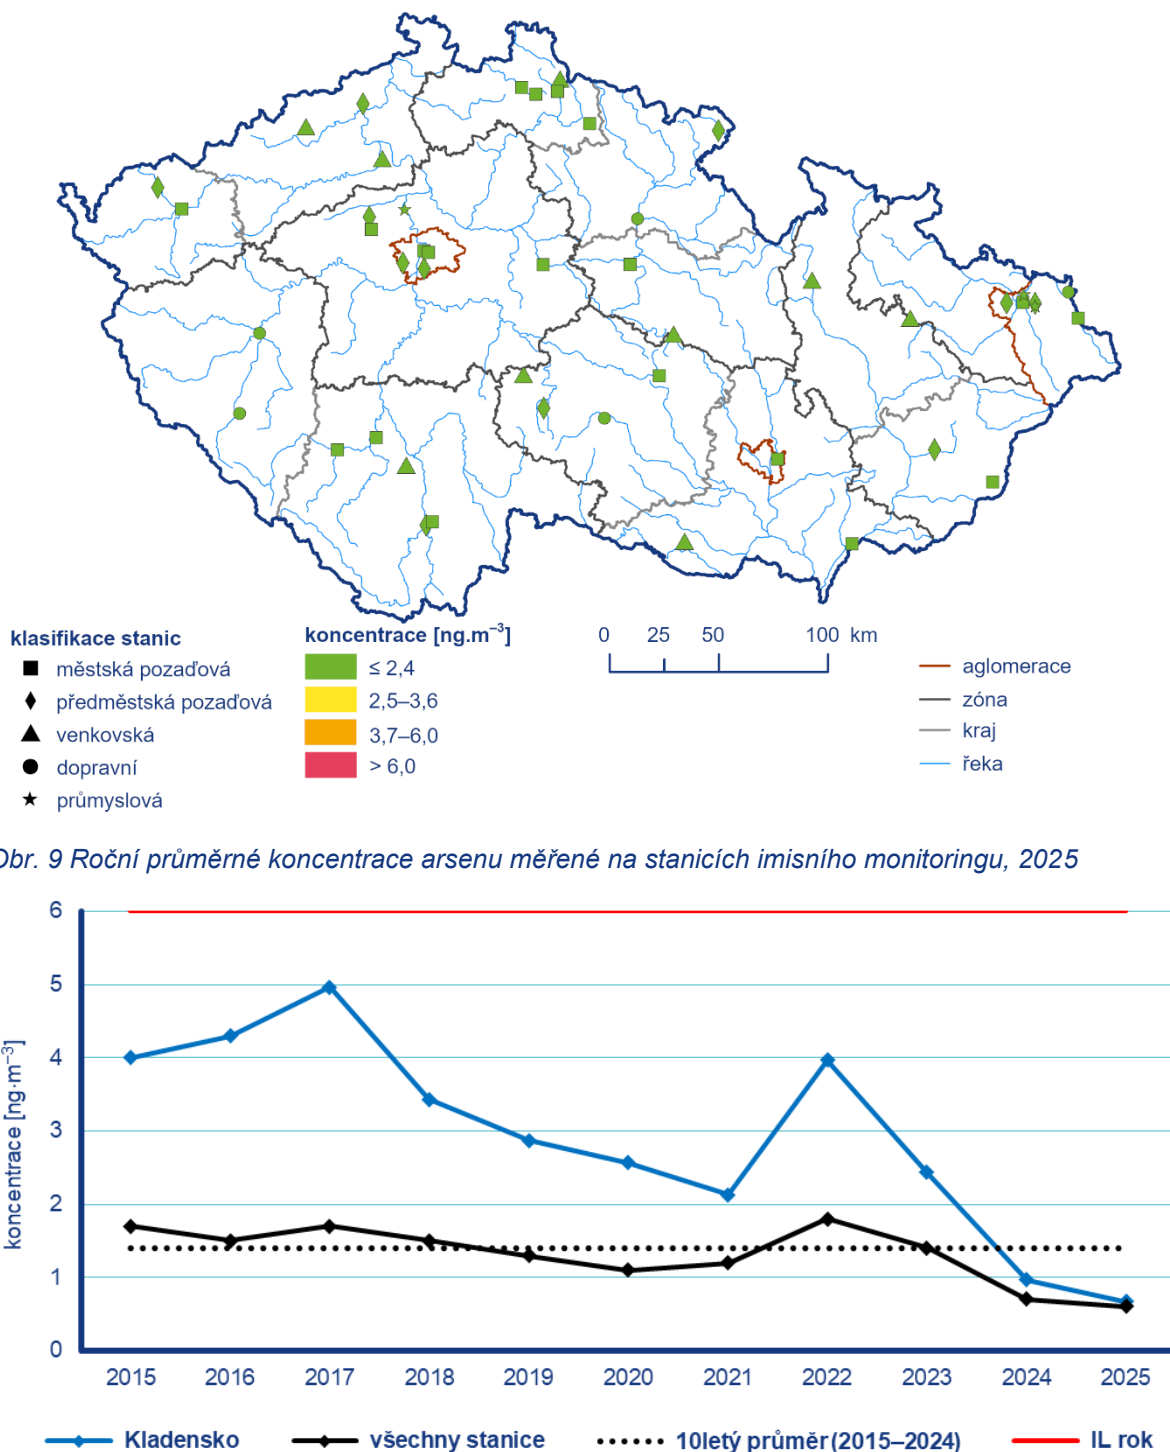 klasifikace stanic
městská pozaďová
předměstská pozaďová
venkovská
dopravní
průmyslová
koncentrace [ng.m⁻³]
≤ 2,4
2,5–3,6
3,7–6,0
> 6,0
0 25 50 100 km
aglomerace
zóna
kraj
řeka
Obr. 9 Roční průměrné koncentrace arsenu měřené na stanicích imisního monitoringu, 2025
koncentrace [ng·m⁻³]
6
5
4
3
2
1
0
2015 2016 2017 2018 2019 2020 2021 2022 2023 2024 2025
Kladensko všechny stanice 10letý průměr (2015–2024) IL rok